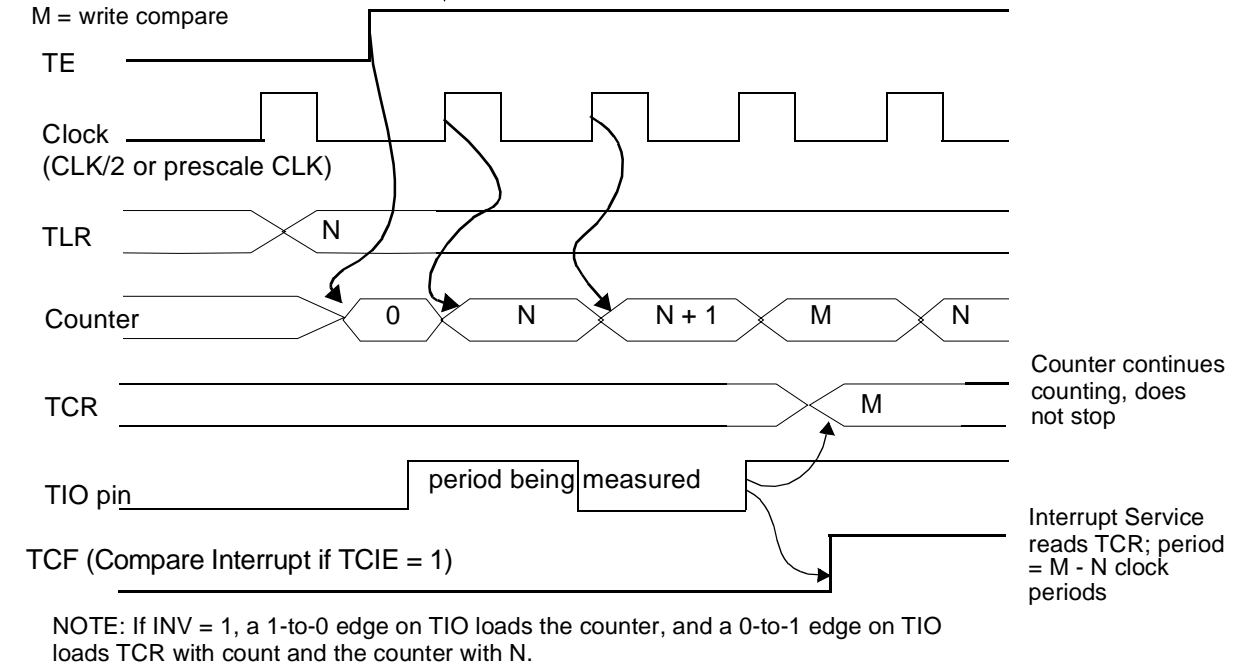 M = write compare
TE
Clock
(CLK/2 or prescale CLK)
TLR
N
Counter
0
N
N + 1
M
N
Counter continues
counting, does
not stop
TCR
M
TIO pin
period being measured
Interrupt Service
reads TCR; period
= M - N clock
periods
TCF (Compare Interrupt if TCIE = 1)
NOTE: If INV = 1, a 1-to-0 edge on TIO loads the counter, and a 0-to-1 edge on TIO
loads TCR with count and the counter with N.